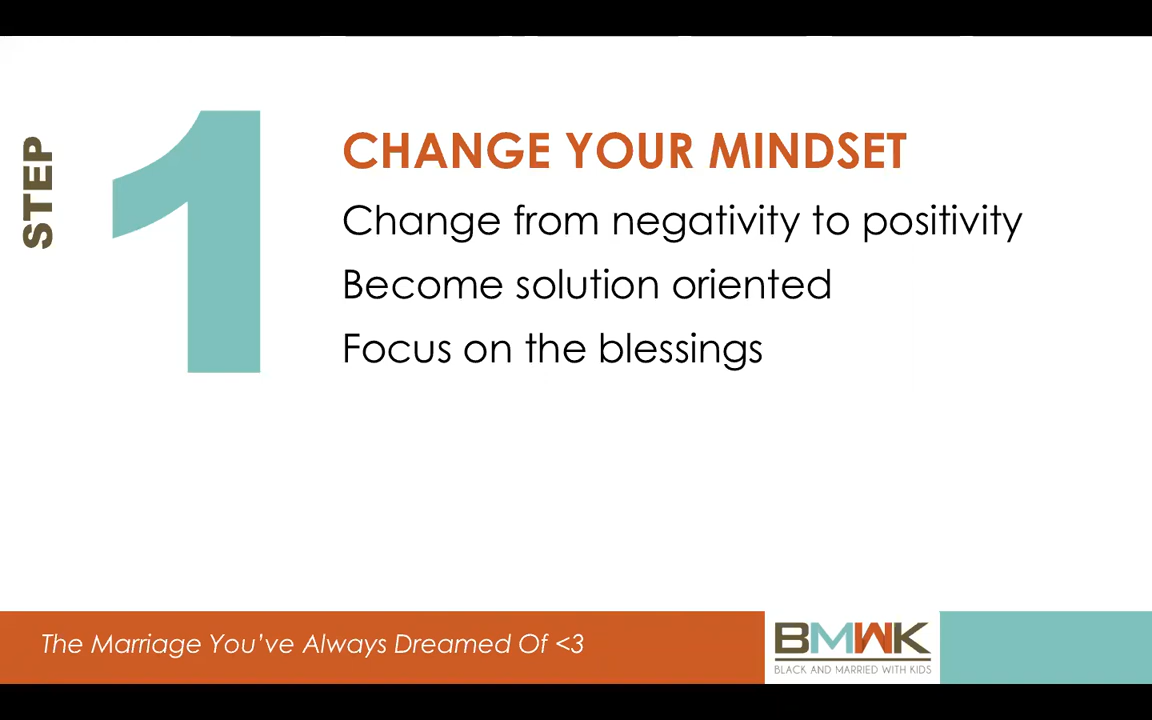 STEP
1
CHANGE YOUR MINDSET
Change from negativity to positivity
Become solution oriented
Focus on the blessings
The Marriage You've Always Dreamed Of <3
BMWK
BLACK AND MARRIED WITH KIDS